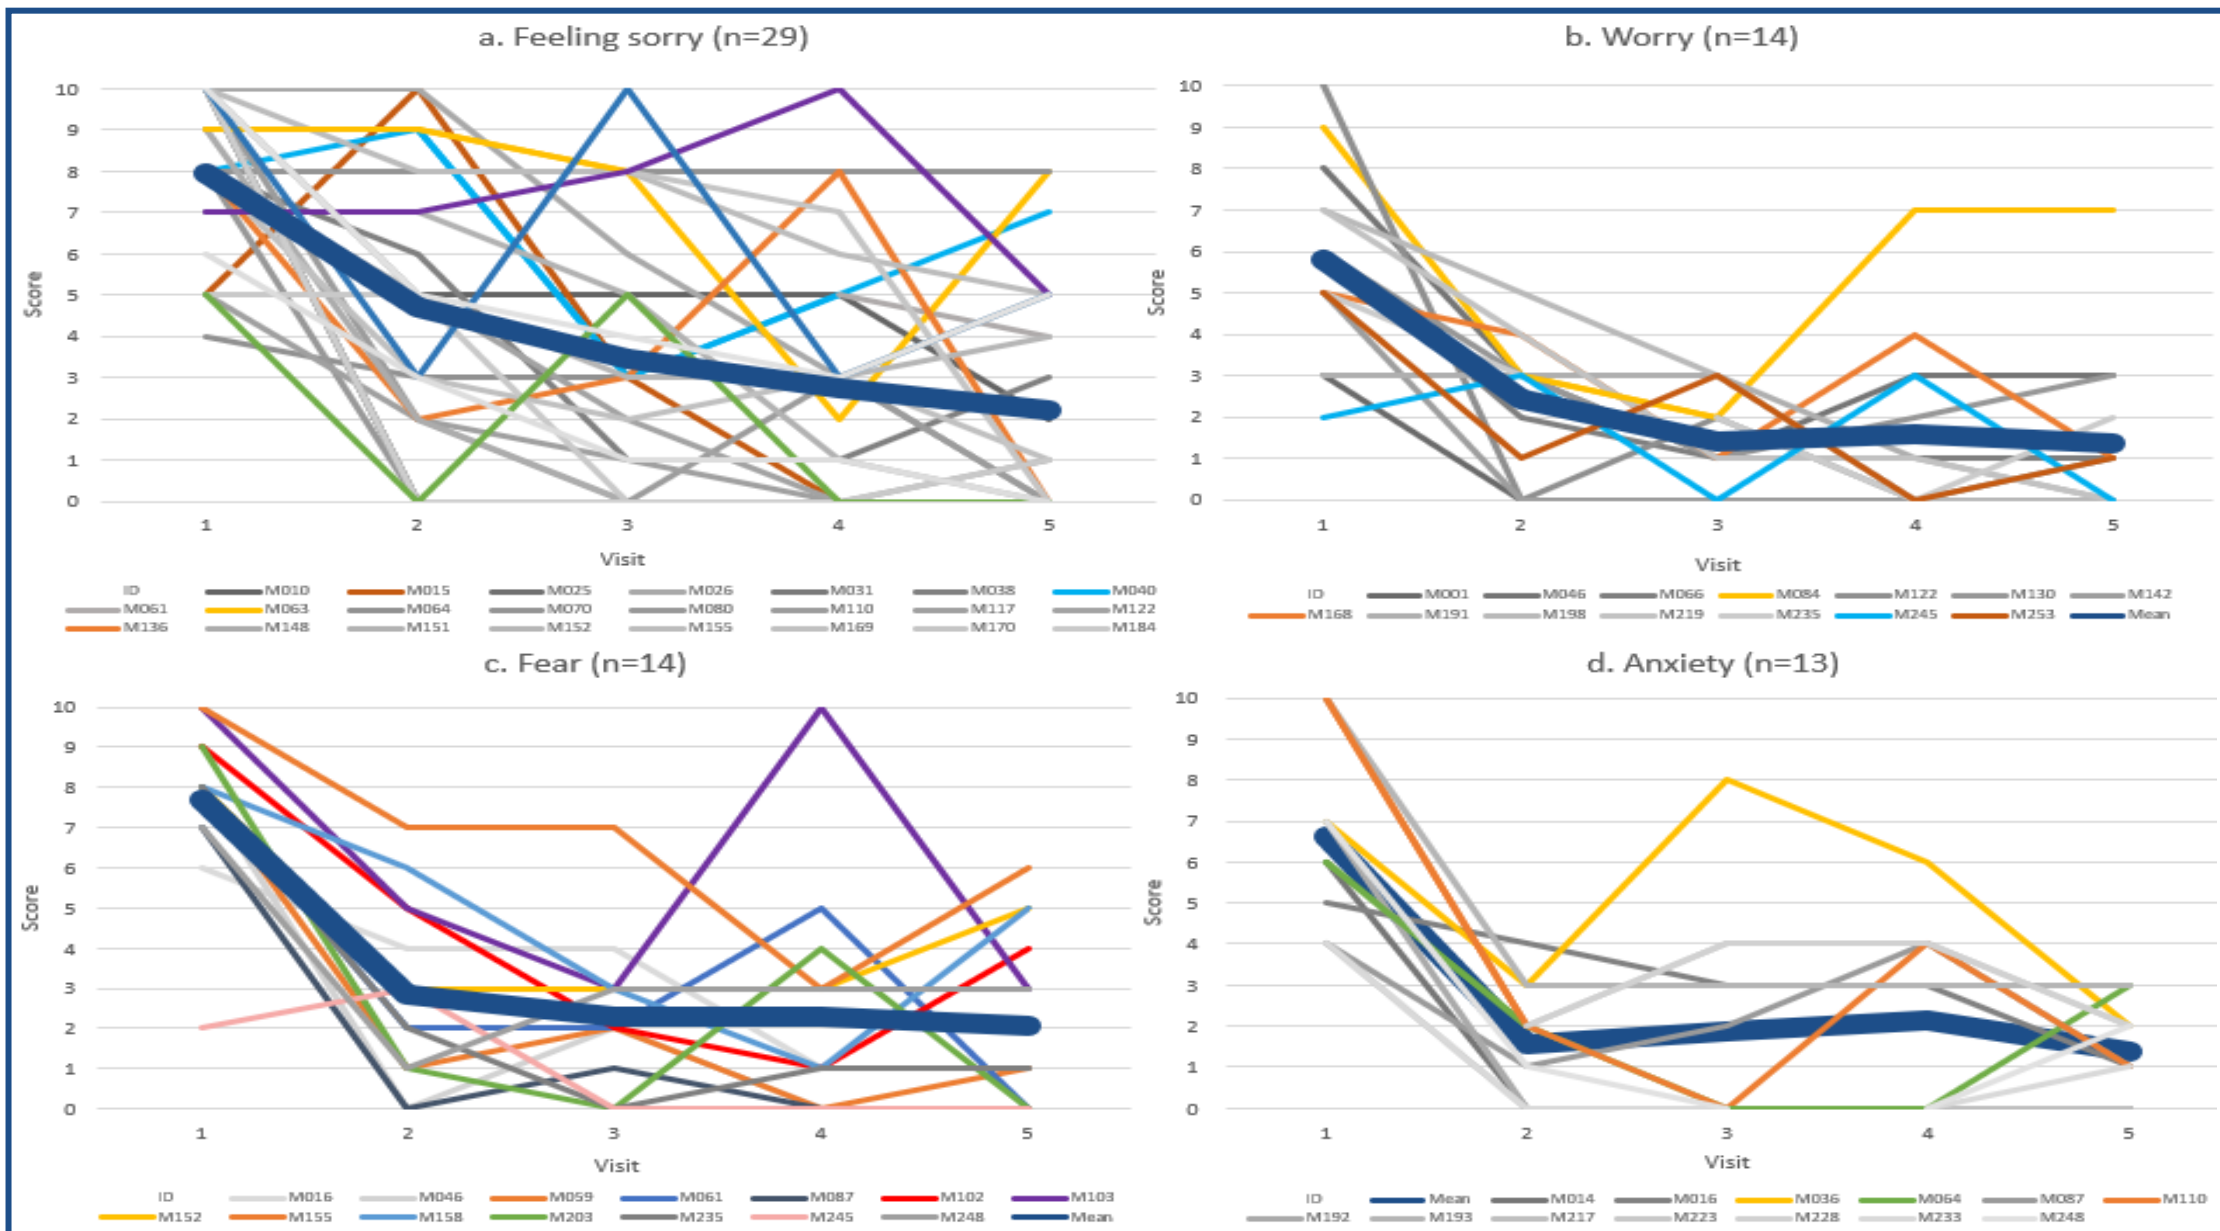 a. Feeling sorry (n=29)
10
9
8
7
6
5
4
3
2
1
0
Score
1 2 3 4 5
Visit
ID M010 M015 M025 M026 M031 M038 M040
M061 M063 M064 M070 M080 M110 M117 M122
M136 M148 M151 M152 M155 M169 M170 M184
b. Worry (n=14)
10
9
8
7
6
5
4
3
2
1
0
Score
1 2 3 4 5
Visit
ID M001 M046 M066 M084 M122 M130 M142
M168 M191 M198 M219 M235 M245 M253 Mean
c. Fear (n=14)
10
9
8
7
6
5
4
3
2
1
0
Score
1 2 3 4 5
Visit
ID M016 M046 M059 M061 M087 M102 M103
M152 M155 M158 M203 M235 M245 M248 Mean
d. Anxiety (n=13)
10
9
8
7
6
5
4
3
2
1
0
Score
1 2 3 4 5
Visit
ID Mean M014 M016 M036 M064 M087 M110
M192 M193 M217 M223 M228 M233 M248